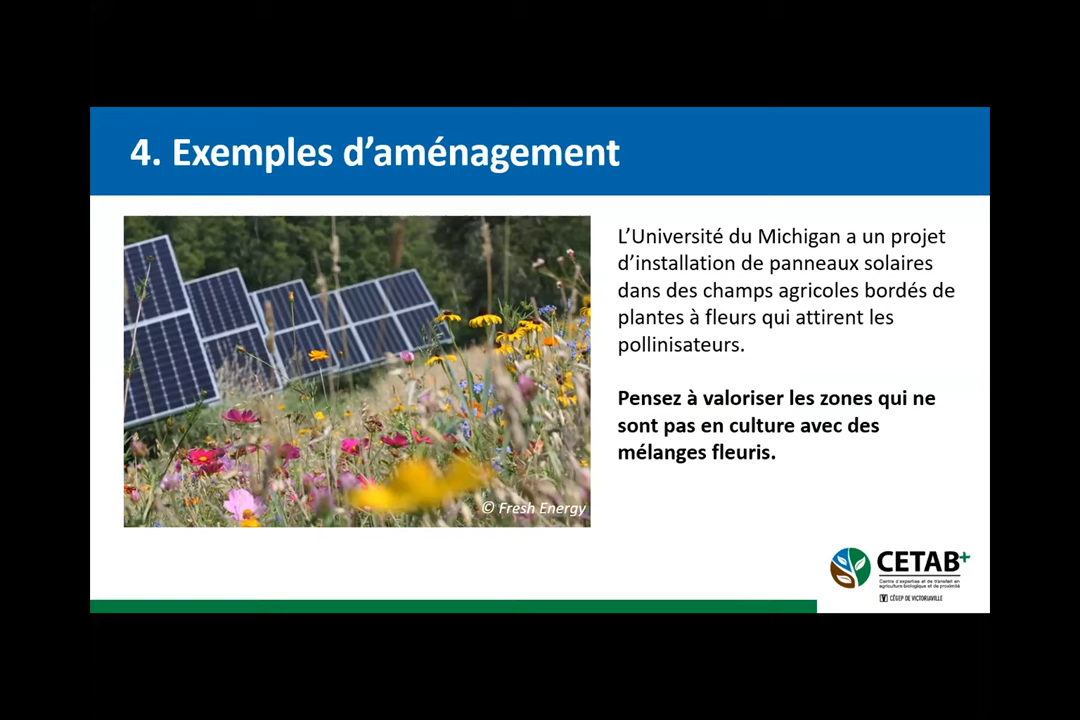 4. Exemples d’aménagement
L’Université du Michigan a un projet
d’installation de panneaux solaires
dans des champs agricoles bordés de
plantes à fleurs qui attirent les
pollinisateurs.
Pensez à valoriser les zones qui ne
sont pas en culture avec des
mélanges fleuris.
© Fresh Energy
CETAB+
Centre d'expertise et de transfert en
agriculture biologique et de proximité
CÉGEP DE VICTORIAVILLE